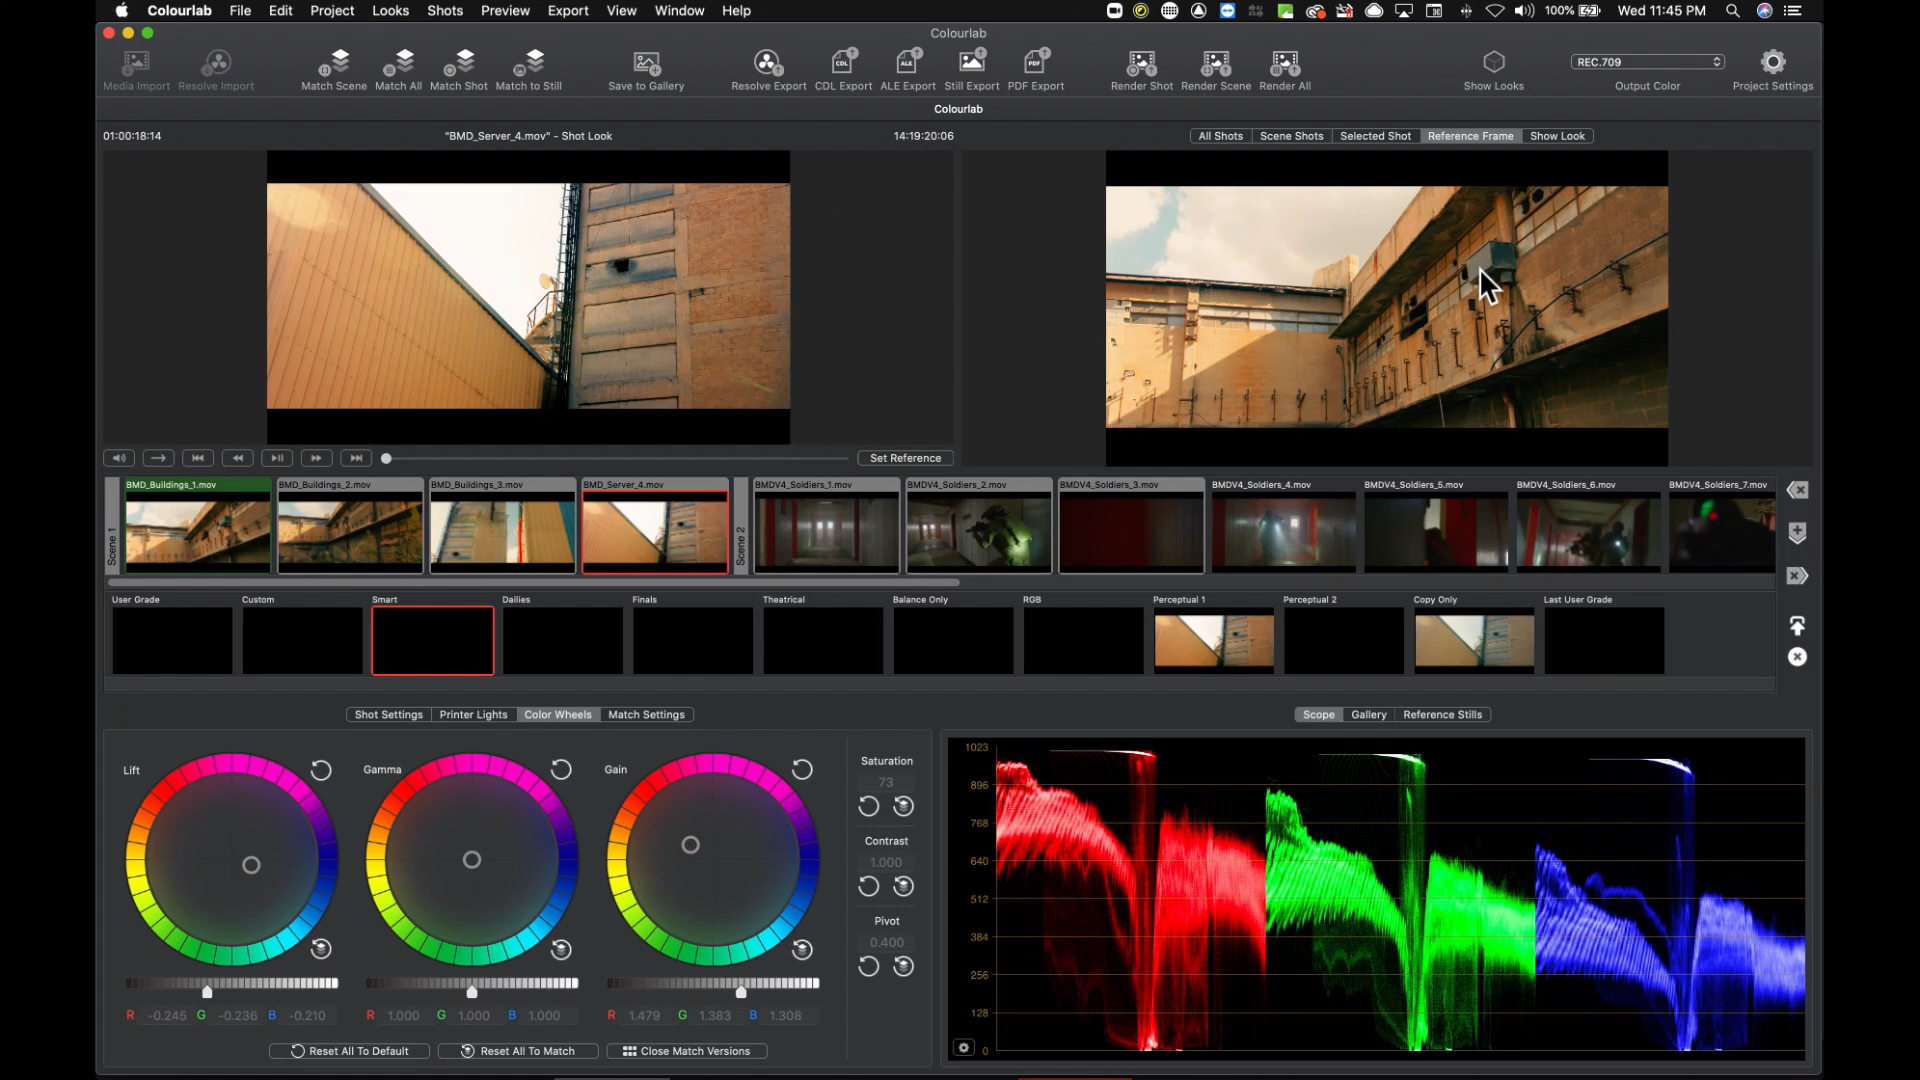 Colourlab File Edit Project Looks Shots Preview Export View Window Help 100% Wed 11:45 PM
Colourlab
Media Import Resolve Import Match Scene Match All Match Shot Match to Still Save to Gallery Resolve Export CDL Export ALE Export Still Export PDF Export Render Shot Render Scene Render All Show Looks REC.709 Output Color Project Settings
CDL ALE PDF
Colourlab
01:00:18:14 "BMD_Server_4.mov" - Shot Look 14:19:20:06 All Shots Scene Shots Selected Shot Reference Frame Show Look
Set Reference
Scene 1 BMD_Buildings_1.mov BMD_Buildings_2.mov BMD_Buildings_3.mov BMD_Server_4.mov Scene 2 BMDV4_Soldiers_1.mov BMDV4_Soldiers_2.mov BMDV4_Soldiers_3.mov BMDV4_Soldiers_4.mov BMDV4_Soldiers_5.mov BMDV4_Soldiers_6.mov BMDV4_Soldiers_7.mov
User Grade Custom Smart Dailies Finals Theatrical Balance Only RGB Perceptual 1 Perceptual 2 Copy Only Last User Grade
Shot Settings Printer Lights Color Wheels Match Settings Scope Gallery Reference Stills
Lift Gamma Gain
Saturation
73
Contrast
1.000
Pivot
0.400
R -0.245 G -0.236 B -0.210 R 1.000 G 1.000 B 1.000 R 1.479 G 1.383 B 1.308
Reset All To Default Reset All To Match Close Match Versions
1023
896
768
640
512
384
256
128
0